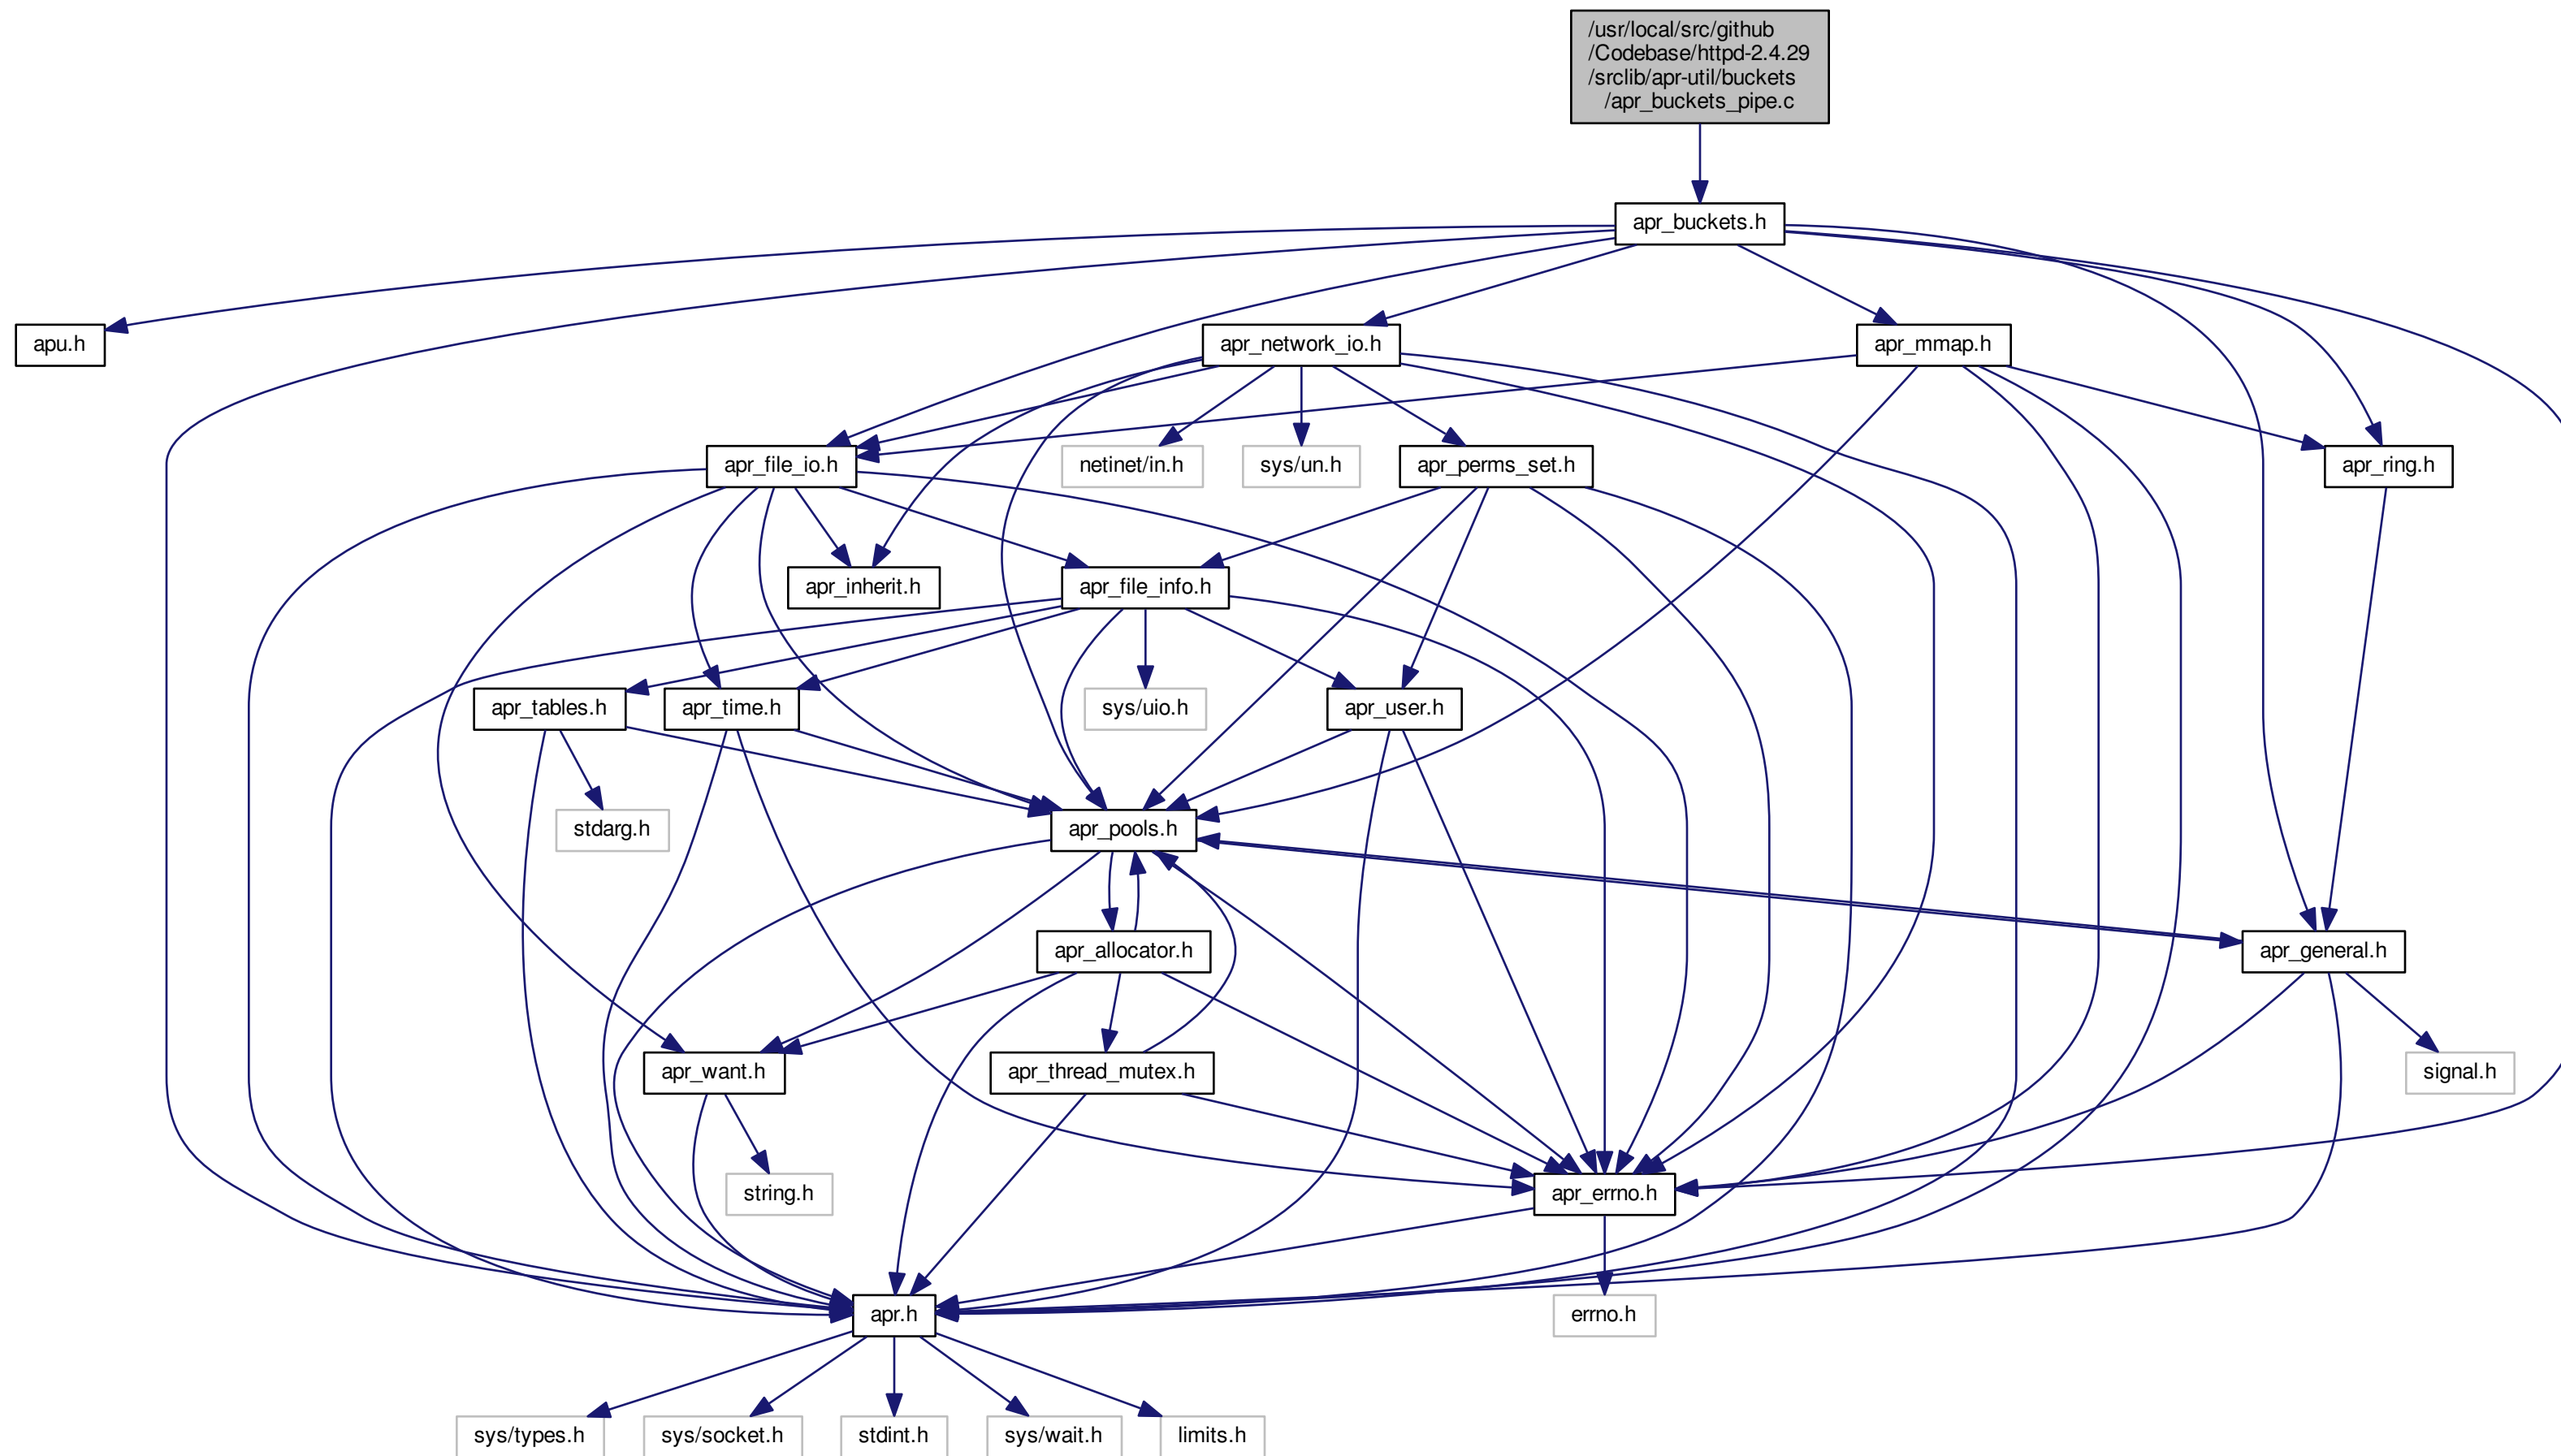 /usr/local/src/github
/Codebase/httpd-2.4.29
/srclib/apr-util/buckets
/apr_buckets_pipe.c
apr_buckets.h
apu.h
apr_network_io.h
apr_mmap.h
apr_file_io.h
netinet/in.h
sys/un.h
apr_perms_set.h
apr_ring.h
apr_inherit.h
apr_file_info.h
apr_tables.h
apr_time.h
sys/uio.h
apr_user.h
stdarg.h
apr_pools.h
apr_allocator.h
apr_general.h
apr_want.h
apr_thread_mutex.h
signal.h
string.h
apr_errno.h
apr.h
errno.h
sys/types.h
sys/socket.h
stdint.h
sys/wait.h
limits.h